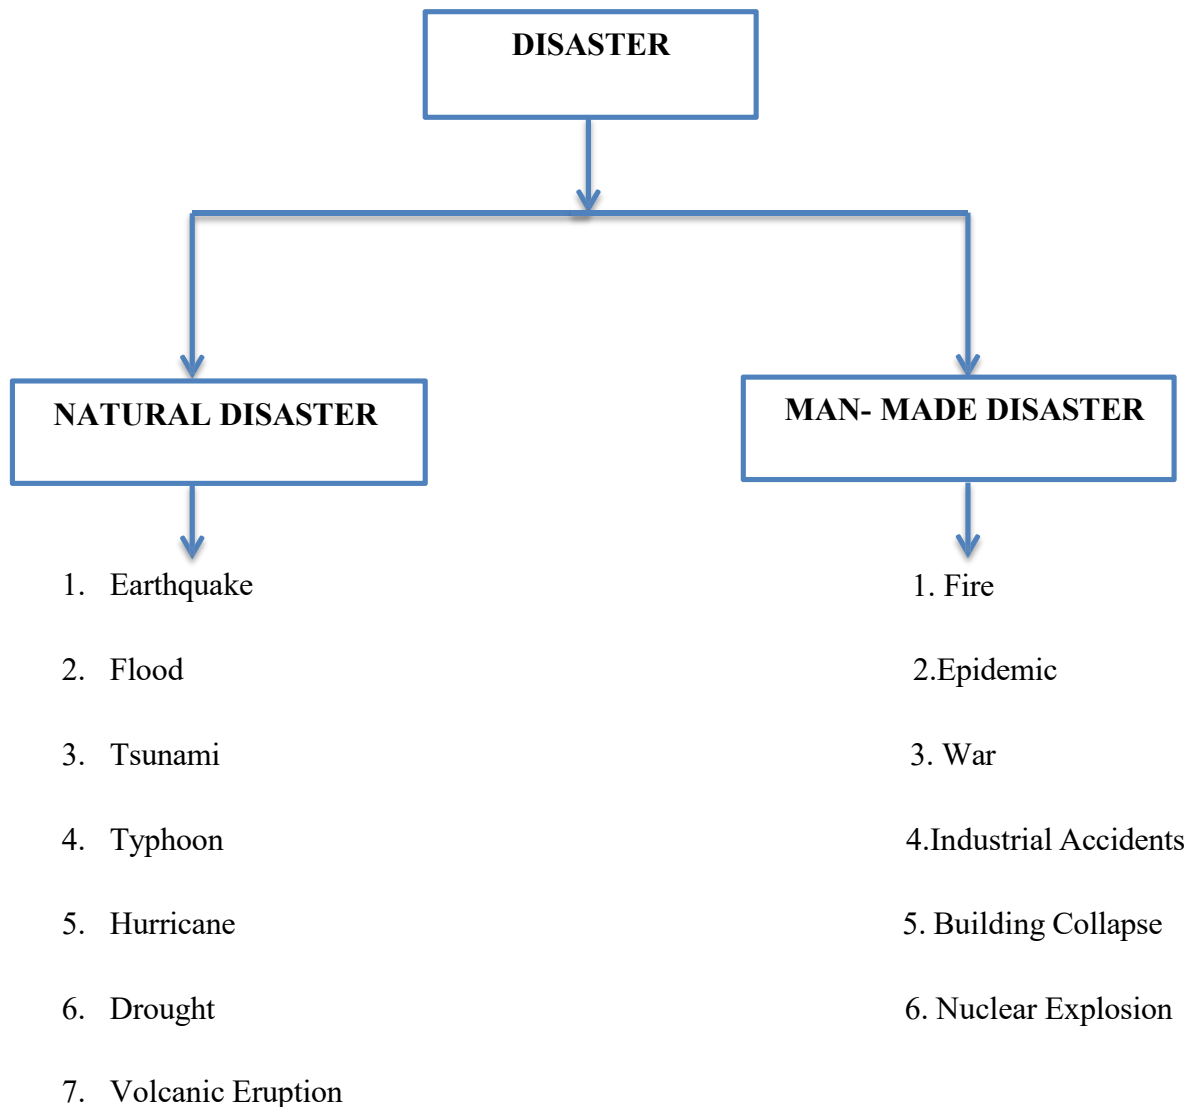 DISASTER
NATURAL DISASTER
MAN- MADE DISASTER
1. Earthquake
2. Flood
3. Tsunami
4. Typhoon
5. Hurricane
6. Drought
7. Volcanic Eruption
1. Fire
2.Epidemic
3. War
4.Industrial Accidents
5. Building Collapse
6. Nuclear Explosion